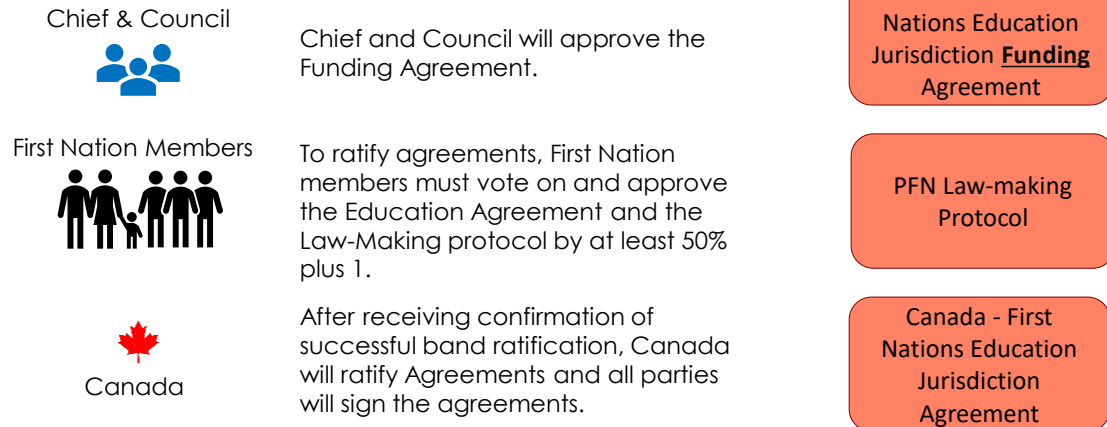 Chief & Council
Chief and Council will approve the
Funding Agreement.
Nations Education
Jurisdiction Funding
Agreement
First Nation Members
To ratify agreements, First Nation
members must vote on and approve
the Education Agreement and the
Law-Making protocol by at least 50%
plus 1.
PFN Law-making
Protocol
Canada
After receiving confirmation of
successful band ratification, Canada
will ratify Agreements and all parties
will sign the agreements.
Canada - First
Nations Education
Jurisdiction
Agreement